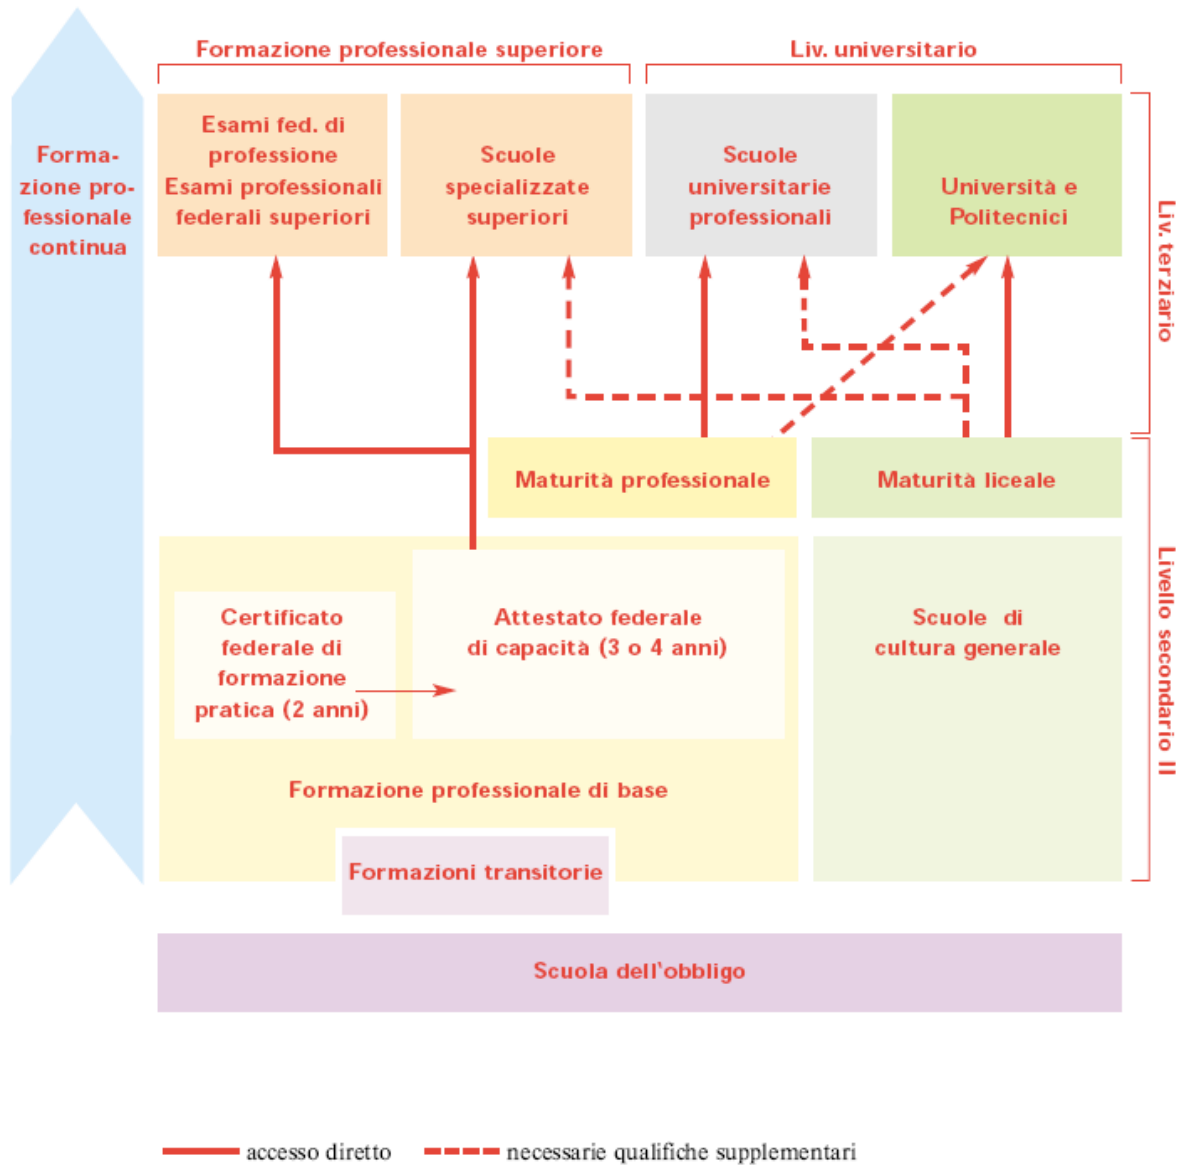 Formazione professionale superiore
Liv. universitario
Forma-
zione pro-
fessionale
continua
Esami fed. di
professione
Esami professionali
federali superiori
Scuole
specializzate
superiori
Scuole
universitarie
professionali
Università e
Politecnici
Liv. terziario
Maturità professionale
Maturità liceale
Certificato
federale di
formazione
pratica (2 anni)
Attestato federale
di capacità (3 o 4 anni)
Scuole di
cultura generale
Livello secondario II
Formazione professionale di base
Formazioni transitorie
Scuola dell'obbligo
accesso diretto
necessarie qualifiche supplementari